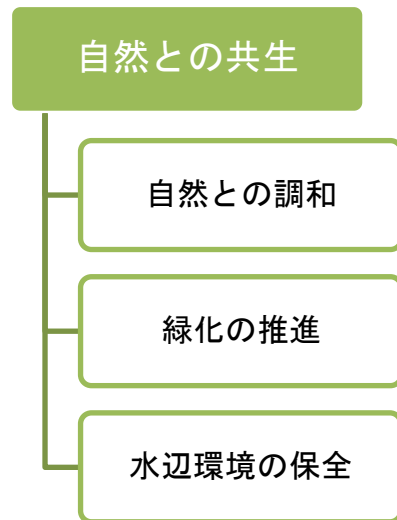 自然との共生
自然との調和
緑化の推進
水辺環境の保全